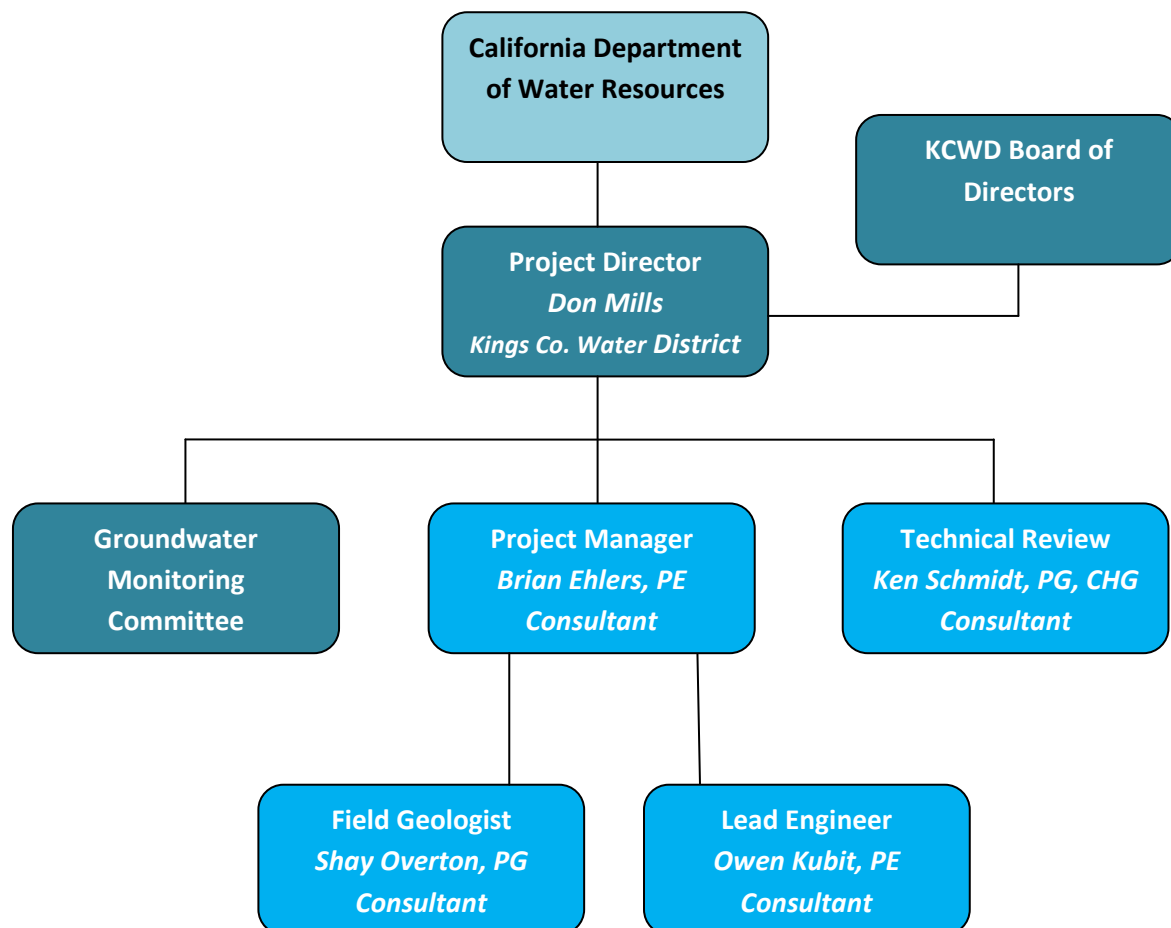 California Department
of Water Resources
KCWD Board of
Directors
Project Director
Don Mills
Kings Co. Water District
Groundwater
Monitoring
Committee
Project Manager
Brian Ehlers, PE
Consultant
Technical Review
Ken Schmidt, PG, CHG
Consultant
Field Geologist
Shay Overton, PG
Consultant
Lead Engineer
Owen Kubit, PE
Consultant